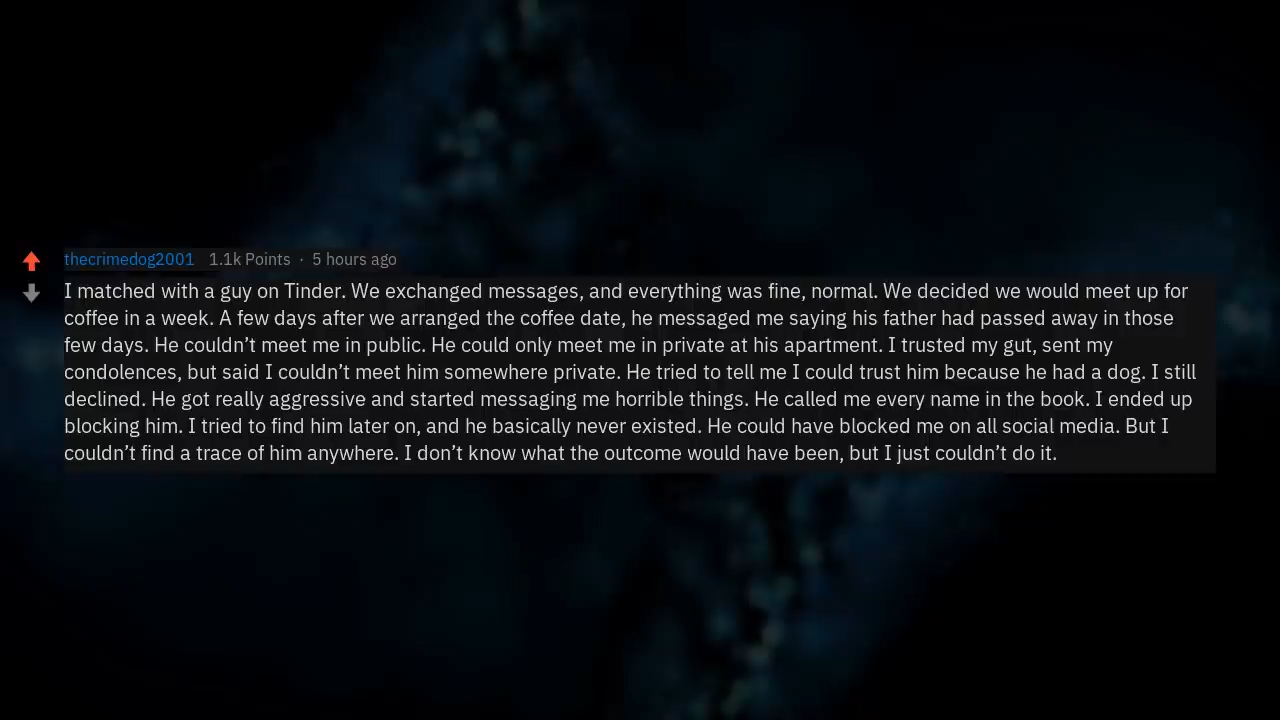 thecrimedog2001 1.1k Points · 5 hours ago
I matched with a guy on Tinder. We exchanged messages, and everything was fine, normal. We decided we would meet up for
coffee in a week. A few days after we arranged the coffee date, he messaged me saying his father had passed away in those
few days. He couldn’t meet me in public. He could only meet me in private at his apartment. I trusted my gut, sent my
condolences, but said I couldn’t meet him somewhere private. He tried to tell me I could trust him because he had a dog. I still
declined. He got really aggressive and started messaging me horrible things. He called me every name in the book. I ended up
blocking him. I tried to find him later on, and he basically never existed. He could have blocked me on all social media. But I
couldn’t find a trace of him anywhere. I don’t know what the outcome would have been, but I just couldn’t do it.